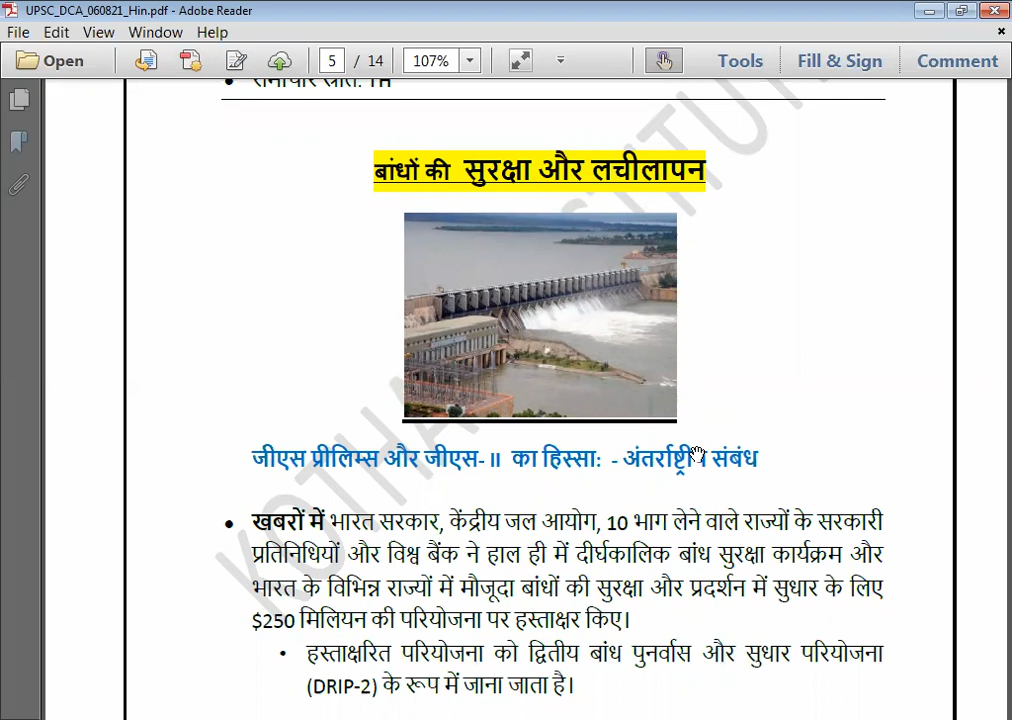 UPSC_DCA_060821_Hin.pdf - Adobe Reader
File Edit View Window Help
Open 5 / 14 107% Tools Fill & Sign Comment
बांधों की सुरक्षा और लचीलापन
जीएस प्रीलिम्स और जीएस- II का हिस्सा: - अंतर्राष्ट्रीय संबंध
• खबरों में भारत सरकार, केंद्रीय जल आयोग, 10 भाग लेने वाले राज्यों के सरकारी
प्रतिनिधियों और विश्व बैंक ने हाल ही में दीर्घकालिक बांध सुरक्षा कार्यक्रम और
भारत के विभिन्न राज्यों में मौजूदा बांधों की सुरक्षा और प्रदर्शन में सुधार के लिए
$250 मिलियन की परियोजना पर हस्ताक्षर किए।
• हस्ताक्षरित परियोजना को द्वितीय बांध पुनर्वास और सुधार परियोजना
(DRIP-2) के रूप में जाना जाता है।